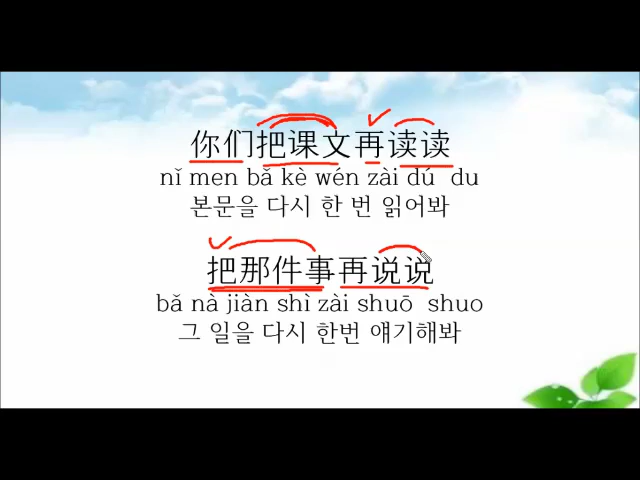 你们把课文再读读
nǐ men bǎ kè wén zài dú du
본문을 다시 한 번 읽어봐
把那件事再说说
bǎ nà jiàn shì zài shuō shuo
그 일을 다시 한번 얘기해봐